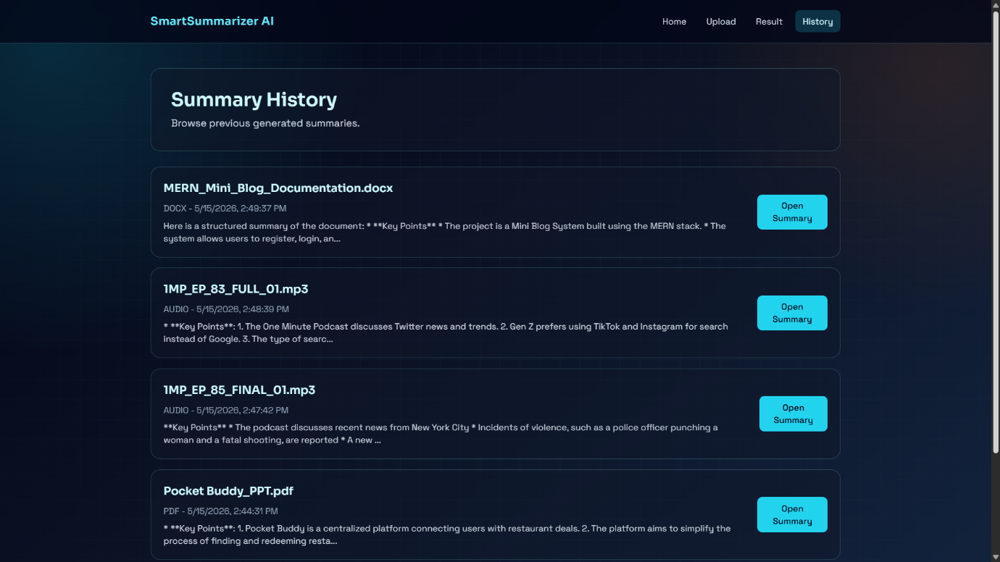 SmartSummarizer AI
Home
Upload
Result
History
Summary History
Browse previous generated summaries.
MERN_Mini_Blog_Documentation.docx
DOCX - 5/15/2026, 2:49:37 PM
Here is a structured summary of the document: * **Key Points** * The project is a Mini Blog System built using the MERN stack. * The
system allows users to register, login, an...
Open
Summary
1MP_EP_83_FULL_01.mp3
AUDIO - 5/15/2026, 2:48:39 PM
* **Key Points**: 1. The One Minute Podcast discusses Twitter news and trends. 2. Gen Z prefers using TikTok and Instagram for search
instead of Google. 3. The type of searc...
Open
Summary
1MP_EP_85_FINAL_01.mp3
AUDIO - 5/15/2026, 2:47:42 PM
**Key Points** * The podcast discusses recent news from New York City * Incidents of violence, such as a police officer punching a
woman and a fatal shooting, are reported * A new ...
Open
Summary
Pocket Buddy_PPT.pdf
PDF - 5/15/2026, 2:44:31 PM
* **Key Points**: 1. Pocket Buddy is a centralized platform connecting users with restaurant deals. 2. The platform aims to simplify the
process of finding and redeeming resta...
Open
Summary